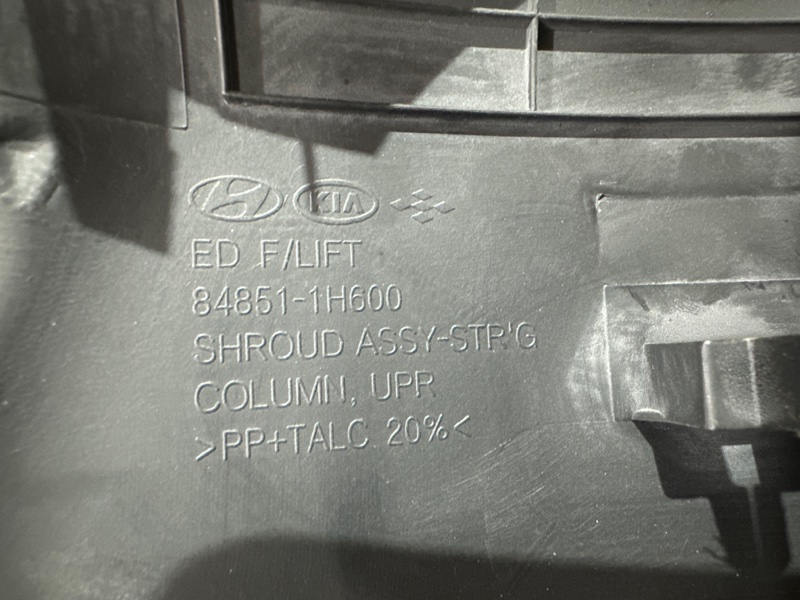 KIA
ED F/LIFT
84851-1H600
SHROUD ASSY-STR'G
COLUMN, UPR
>PP+TALC 20%<